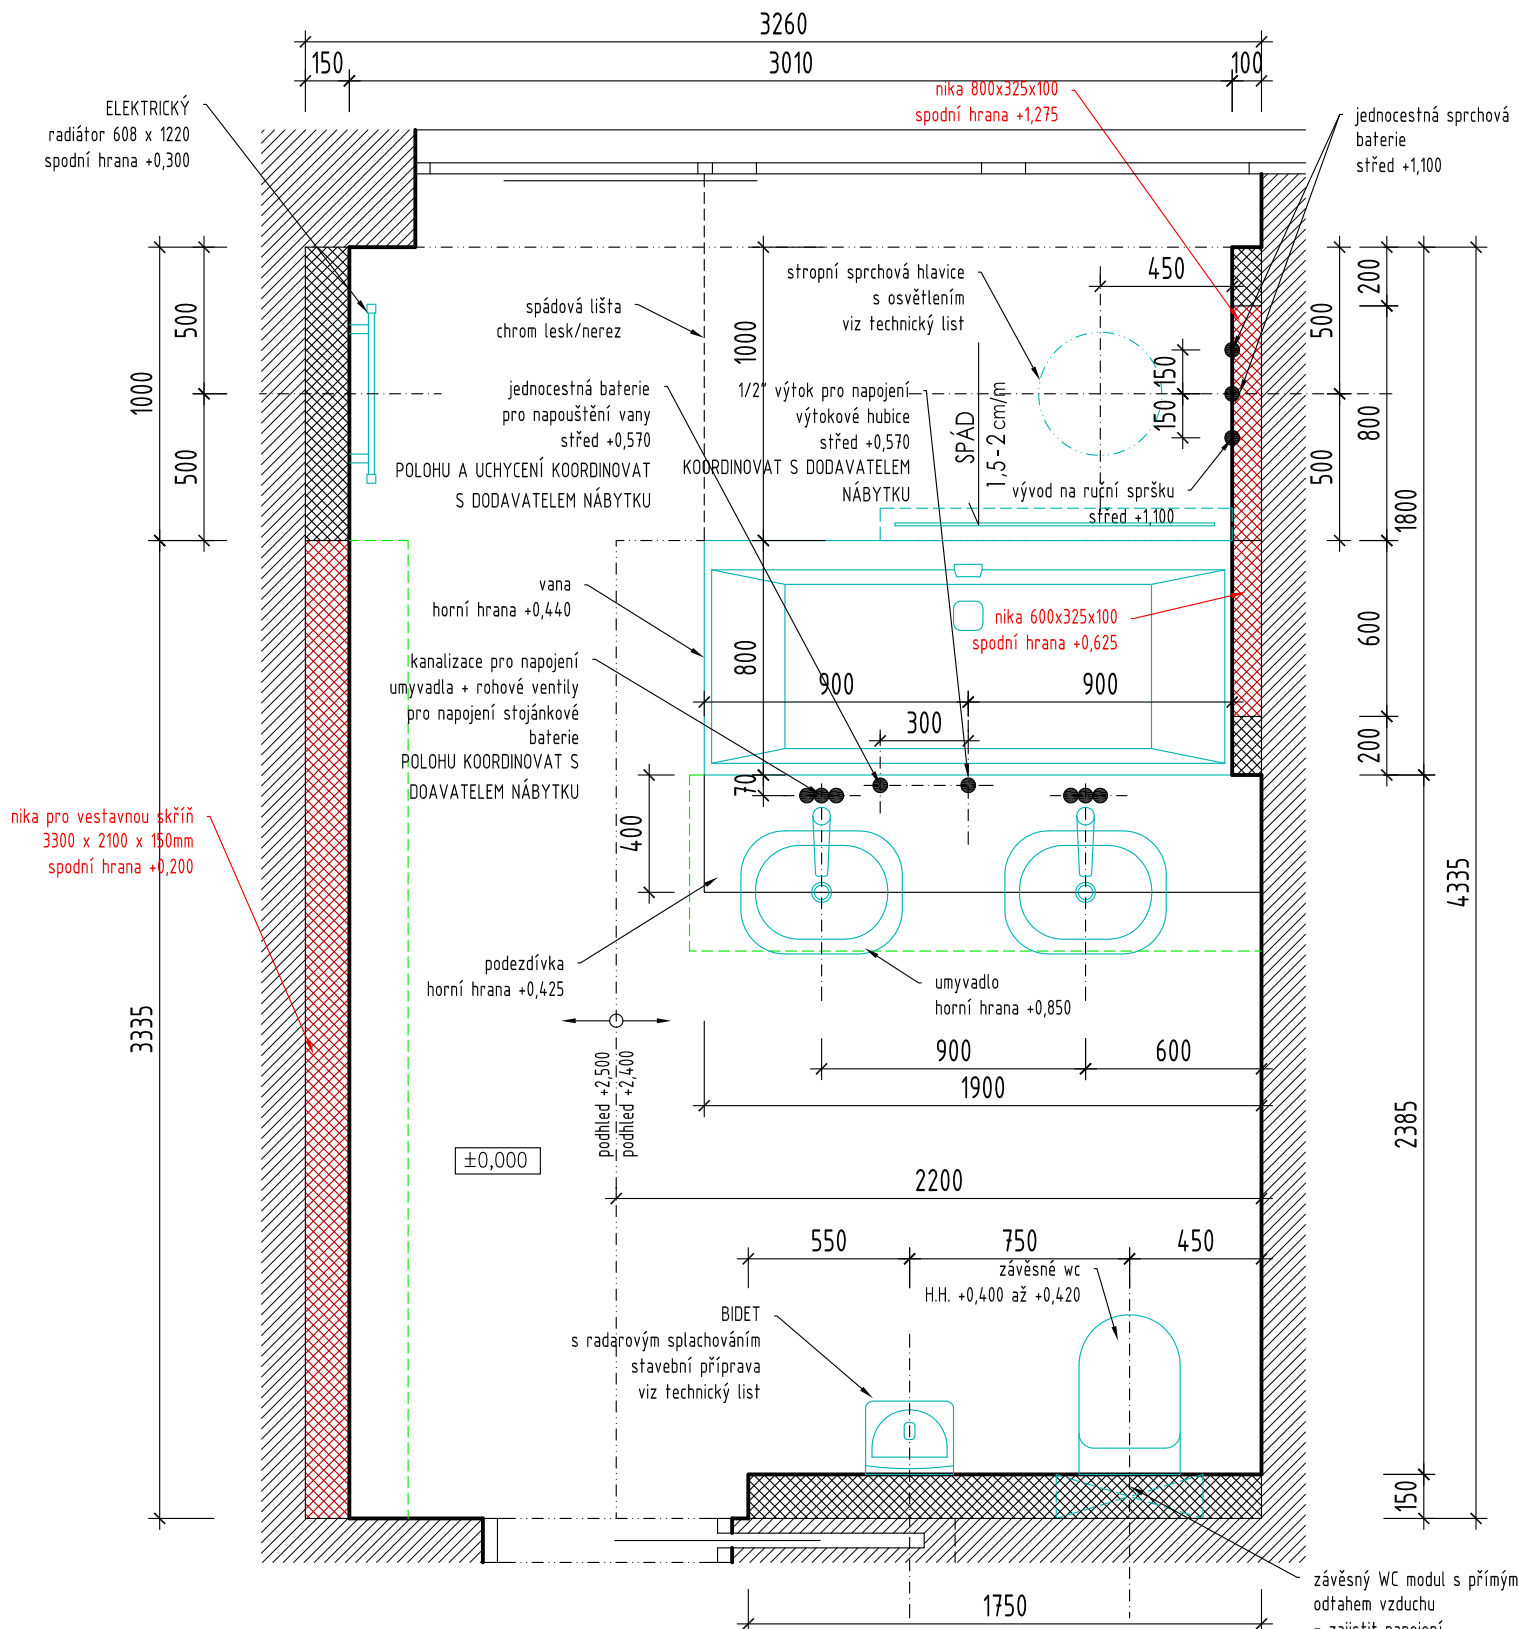 3260
150
3010
100
ELEKTRICKÝ
radiátor 608 x 1220
spodní hrana +0,300
nika 800x325x100
spodní hrana +1,275
jednocestná sprchová
baterie
střed +1,100
stropní sprchová hlavice
s osvětlením
viz technický list
450
spádová lišta
chrom lesk/nerez
500
500
1000
1000
500
500
200
800
1800
jednocestná baterie
pro napouštění vany
střed +0,570
POLOHU A UCHYCENÍ KOORDINOVAT
S DODAVATELEM NÁBYTKU
1/2" výtok pro napojení
výtokové hubice
střed +0,570
KOORDINOVAT S DODAVATELEM
NÁBYTKU
SPÁD
1,5-2 cm/m
150
150
vývod na ruční spršku
střed +1,100
vana
horní hrana +0,440
nika 600x325x100
spodní hrana +0,625
600
200
kanalizace pro napojení
umyvadla + rohové ventily
pro napojení stojánkové
baterie
POLOHU KOORDINOVAT S
DOAVATELEM NÁBYTKU
800
900
900
300
70
400
nika pro vestavnou skříň
3300 x 2100 x 150mm
spodní hrana +0,200
4335
podezdívka
horní hrana +0,425
umyvadlo
horní hrana +0,850
3335
900
600
1900
podhled +2,500
podhled +2,400
±0,000
2385
2200
550
750
450
závěsné wc
H.H. +0,400 až +0,420
BIDET
s radarovým splachováním
stavební příprava
viz technický list
150
1750
závěsný WC modul s přímým
odtahem vzduchu
- zajistit napojení